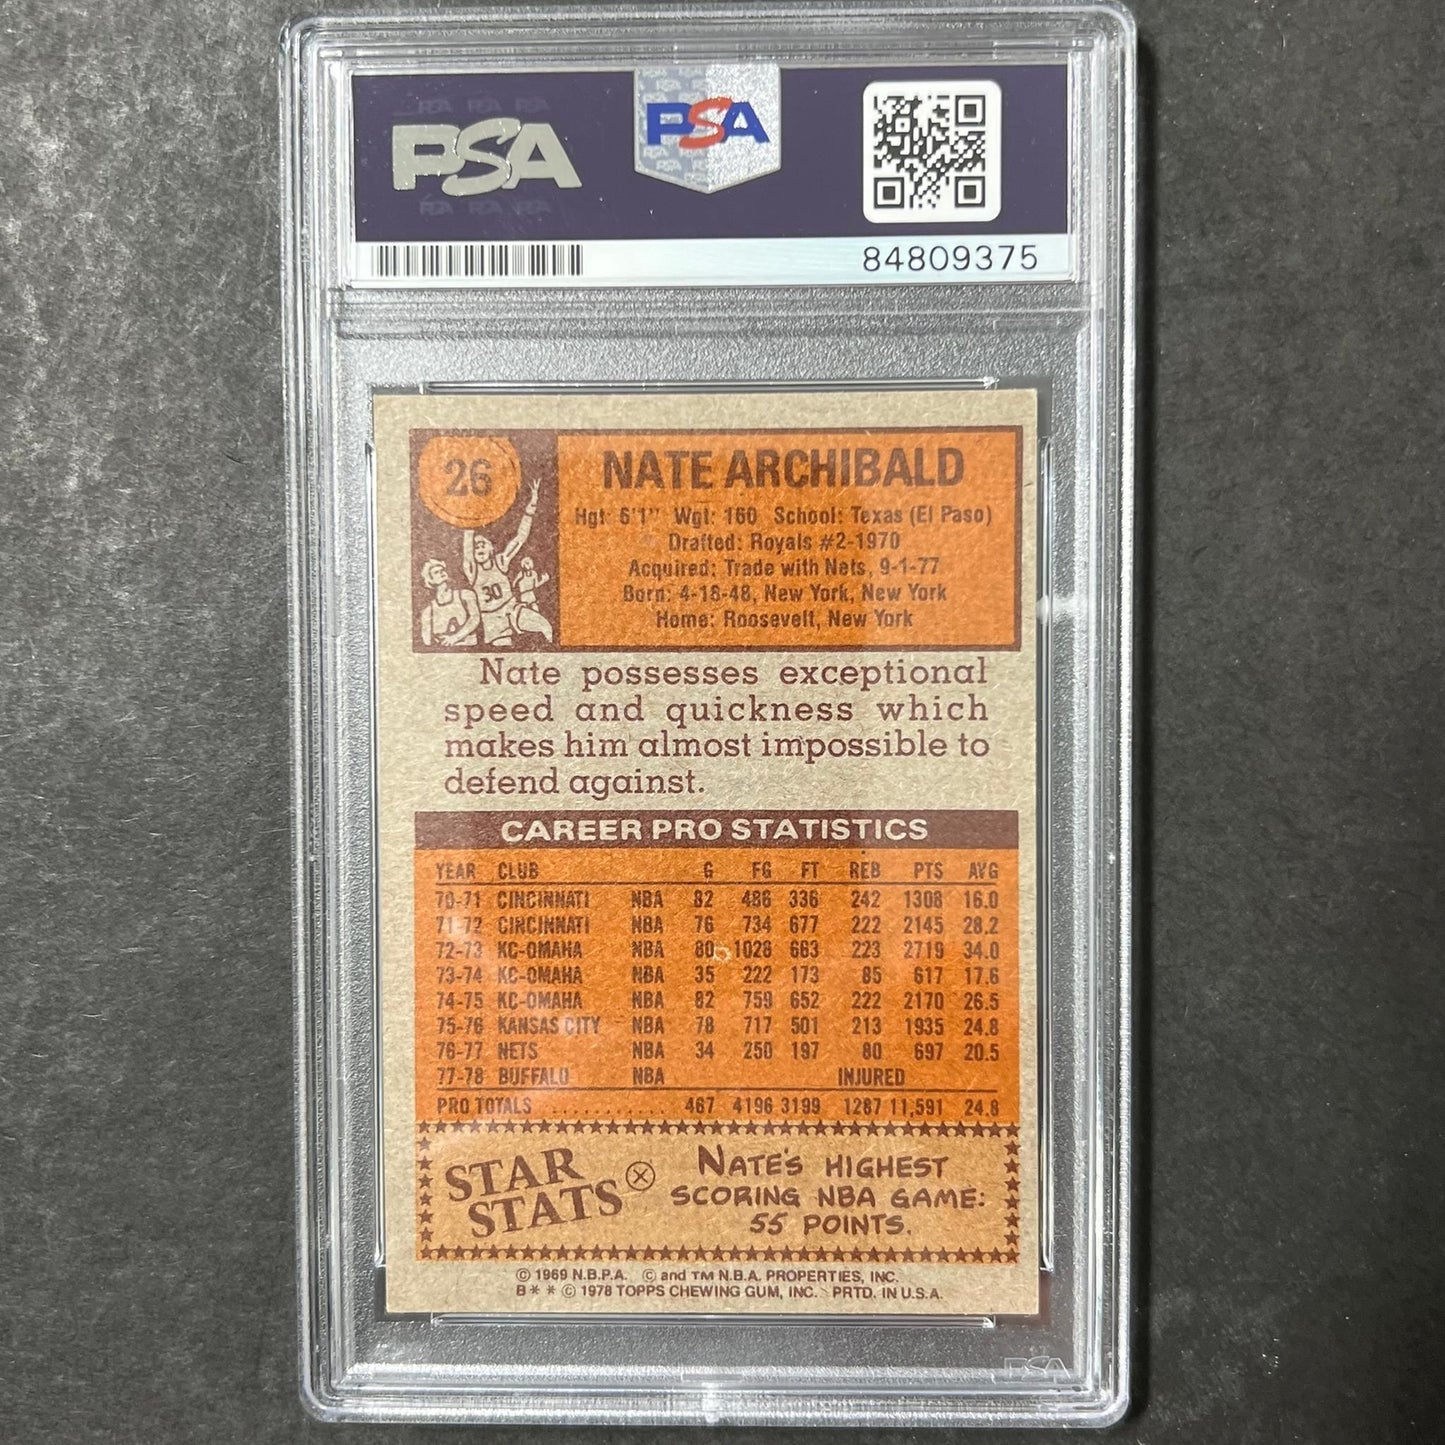 PSA
PSA
84809375
26
NATE ARCHIBALD
Hgt: 6'1" Wgt: 160 School: Texas (El Paso)
Drafted: Royals #2-1970
Acquired: Trade with Nets, 9-1-77
Born: 4-18-48, New York, New York
Home: Roosevelt, New York
30
Nate possesses exceptional
speed and quickness which
makes him almost impossible to
defend against.
CAREER PRO STATISTICS
YEAR CLUB G FG FT REB PTS AVG
70-71 CINCINNATI NBA 82 486 336 242 1308 16.0
71-72 CINCINNATI NBA 76 734 677 222 2145 28.2
72-73 KC-OMAHA NBA 80 1028 663 223 2719 34.0
73-74 KC-OMAHA NBA 35 222 173 85 617 17.6
74-75 KC-OMAHA NBA 82 759 652 222 2170 26.5
75-76 KANSAS CITY NBA 78 717 501 213 1935 24.8
76-77 NETS NBA 34 250 197 80 697 20.5
77-78 BUFFALO NBA INJURED
PRO TOTALS ........... 467 4196 3199 1287 11,591 24.8
STAR
STATS
NATE'S HIGHEST
SCORING NBA GAME:
55 POINTS.
© 1969 N.B.P.A. © and TM N.B.A. PROPERTIES, INC.
B * * © 1978 TOPPS CHEWING GUM, INC. PRTD. IN U.S.A.
PSA